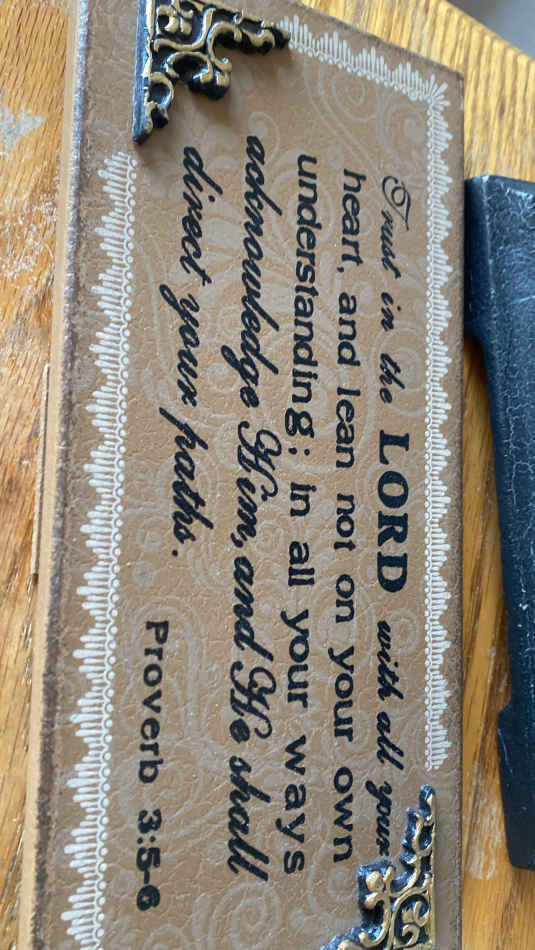 Trust in the LORD with all your
heart, and lean not on your own
understanding; in all your ways
acknowledge Him, and He shall
direct your paths.
Proverb 3:5-6